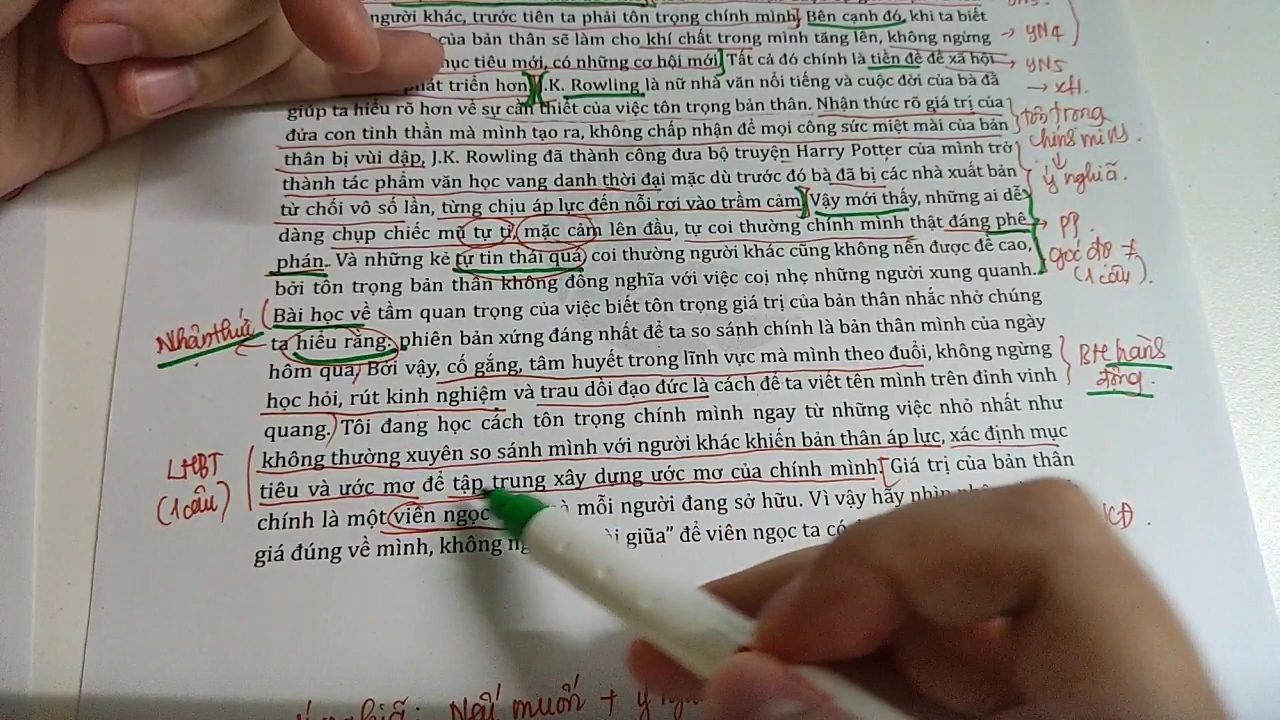 người khác, trước tiên ta phải tôn trọng chính mình. Bên cạnh đó, khi ta biết
của bản thân sẽ làm cho khí chất trong mình tăng lên, không ngừng → YN4
mục tiêu mới, có những cơ hội mới. Tất cả đó chính là tiền đề để xã hội → YN5
phát triển hơn. J.K. Rowling là nữ nhà văn nổi tiếng và cuộc đời của bà đã → xH.
giúp ta hiểu rõ hơn về sự cần thiết của việc tôn trọng bản thân. Nhận thức rõ giá trị của tôn trọng
đứa con tinh thần mà mình tạo ra, không chấp nhận để mọi công sức miệt mài của bản chính mình.
thân bị vùi dập, J.K. Rowling đã thành công đưa bộ truyện Harry Potter của mình trở ↓
thành tác phẩm văn học vang danh thời đại mặc dù trước đó bà đã bị các nhà xuất bản ý nghĩa.
từ chối vô số lần, từng chịu áp lực đến nỗi rơi vào trầm cảm. Vậy mới thấy, những ai dễ
dàng chụp chiếc mũ tự ti, mặc cảm lên đầu, tự coi thường chính mình thật đáng phê → PP.
phán. Và những kẻ tự tin thái quá coi thường người khác cũng không nên được đề cao, góc độ ≠
bởi tôn trọng bản thân không đồng nghĩa với việc coi nhẹ những người xung quanh. (1 câu).
Bài học về tầm quan trọng của việc biết tôn trọng giá trị của bản thân nhắc nhở chúng
Nhận thức ← ta hiểu rằng: phiên bản xứng đáng nhất để ta so sánh chính là bản thân mình của ngày
hôm qua. Bởi vậy, cố gắng, tâm huyết trong lĩnh vực mà mình theo đuổi, không ngừng
học hỏi, rút kinh nghiệm và trau dồi đạo đức là cách để ta viết tên mình trên đỉnh vinh hành động.
quang. Tôi đang học cách tôn trọng chính mình ngay từ những việc nhỏ nhất như
LHBT không thường xuyên so sánh mình với người khác khiến bản thân áp lực, xác định mục
(1 câu) tiêu và ước mơ để tập trung xây dựng ước mơ của chính mình. Giá trị của bản thân
chính là một viên ngọc mỗi người đang sở hữu. Vì vậy hãy nhìn
giá đúng về mình, không giũa" để viên ngọc ta có
Nếu muốn +